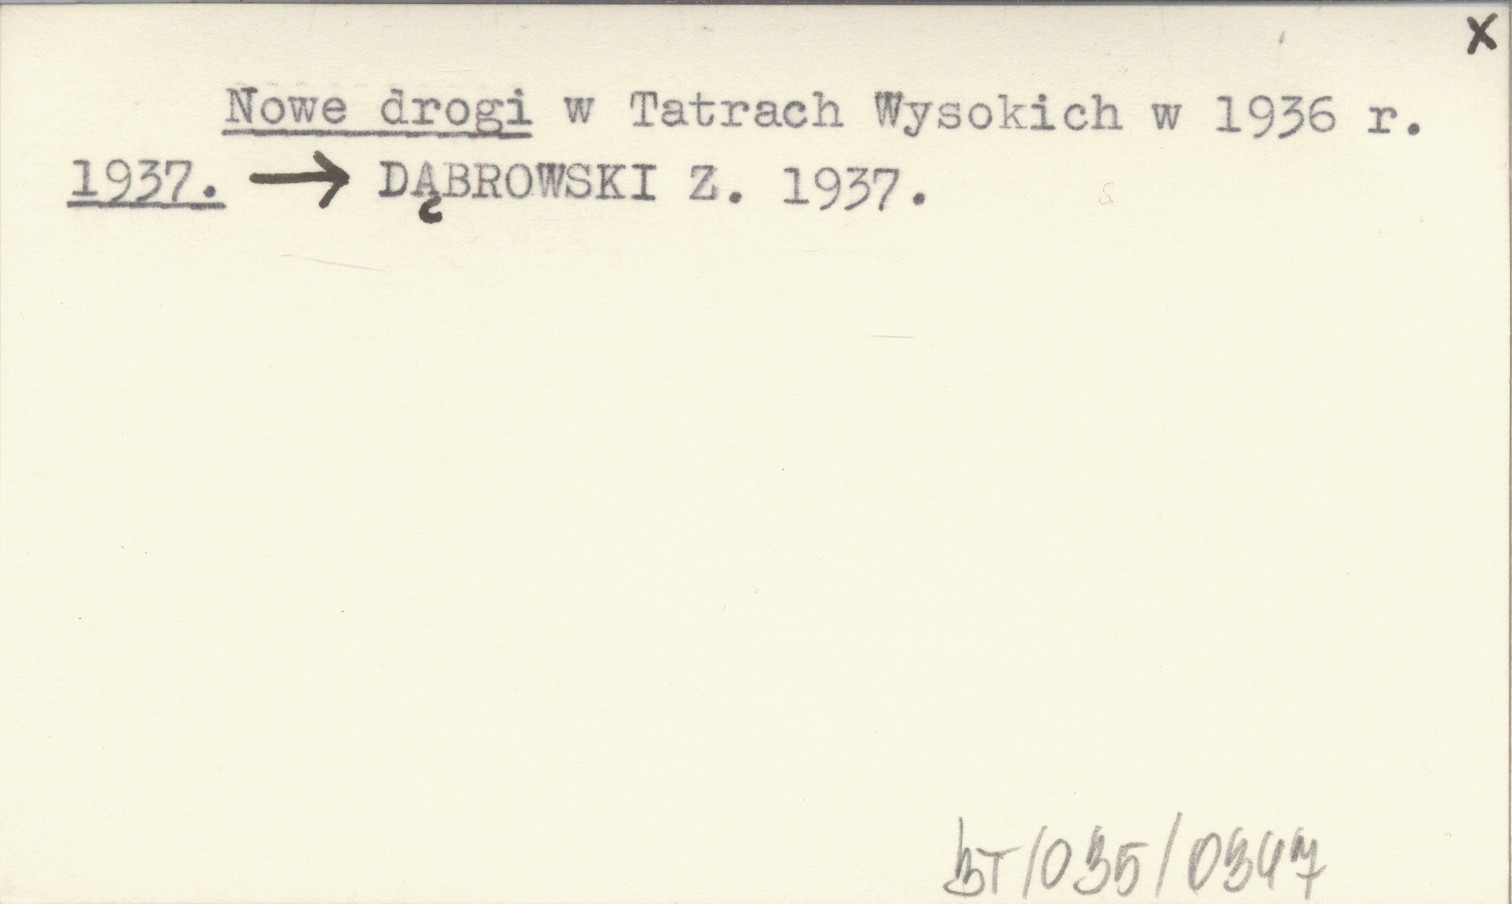 x
Nowe drogi w Tatrach Wysokich w 1936 r.
1937. → DĄBROWSKI Z. 1937.
BT/035/0347